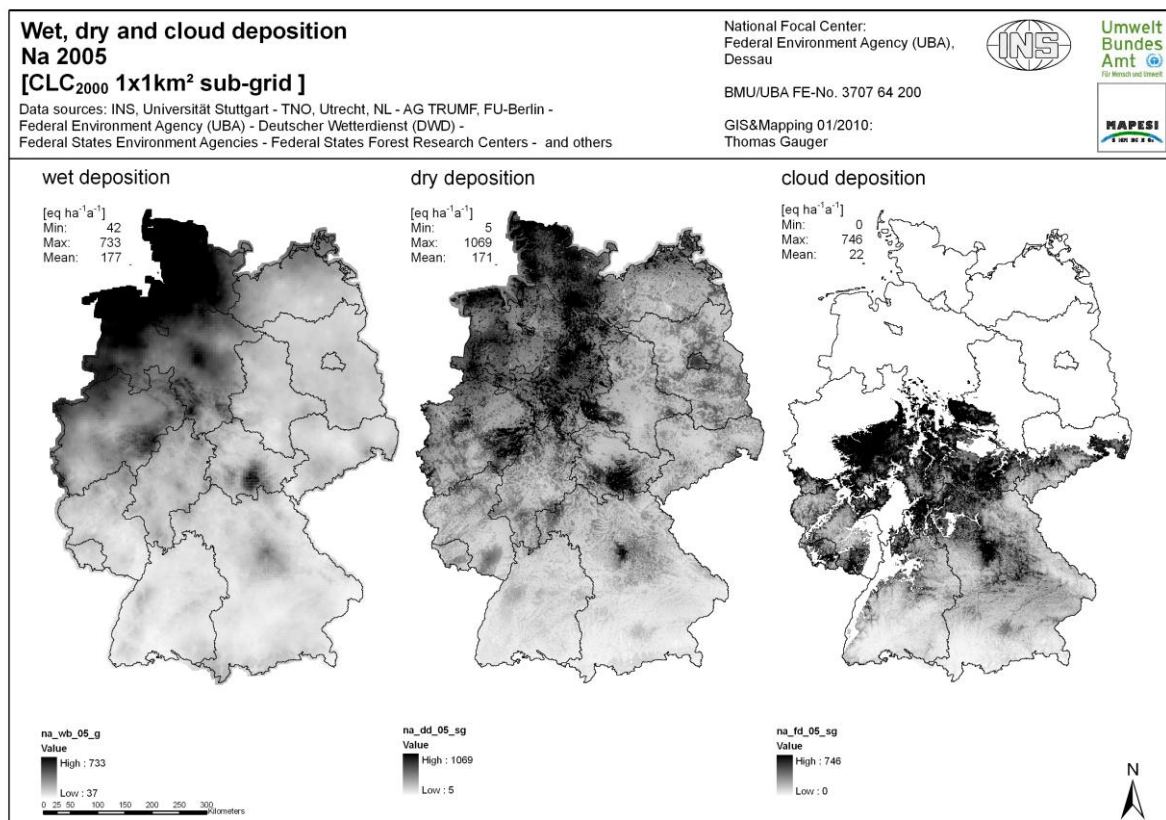 Wet, dry and cloud deposition
Na 2005
[CLC2000 1x1km² sub-grid ]
Data sources: INS, Universität Stuttgart - TNO, Utrecht, NL - AG TRUMF, FU-Berlin -
Federal Environment Agency (UBA) - Deutscher Wetterdienst (DWD) -
Federal States Environment Agencies - Federal States Forest Research Centers - and others
National Focal Center:
Federal Environment Agency (UBA),
Dessau
BMU/UBA FE-No. 3707 64 200
GIS&Mapping 01/2010:
Thomas Gauger
INS
Umwelt
Bundes
Amt
Für Mensch und Umwelt
MAPESI
wet deposition
[eq ha-1a-1]
Min: 42
Max: 733
Mean: 177
dry deposition
[eq ha-1a-1]
Min: 5
Max: 1069
Mean: 171
cloud deposition
[eq ha-1a-1]
Min: 0
Max: 746
Mean: 22
na_wb_05_g
Value
High : 733
Low : 37
0 25 50 100 150 200 250 300
Kilometers
na_dd_05_sg
Value
High : 1069
Low : 5
na_fd_05_sg
Value
High : 746
Low : 0
N